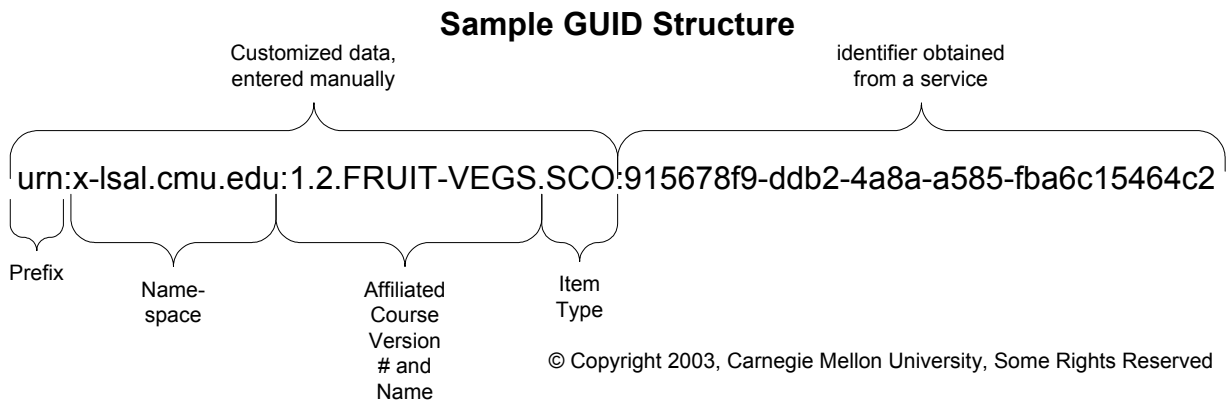 Sample GUID Structure
Customized data,
entered manually
identifier obtained
from a service
urn:x-lsal.cmu.edu:1.2.FRUIT-VEGS.SCO:915678f9-ddb2-4a8a-a585-fba6c15464c2
Prefix
Name-
space
Affiliated
Course
Version
# and
Name
Item
Type
© Copyright 2003, Carnegie Mellon University, Some Rights Reserved